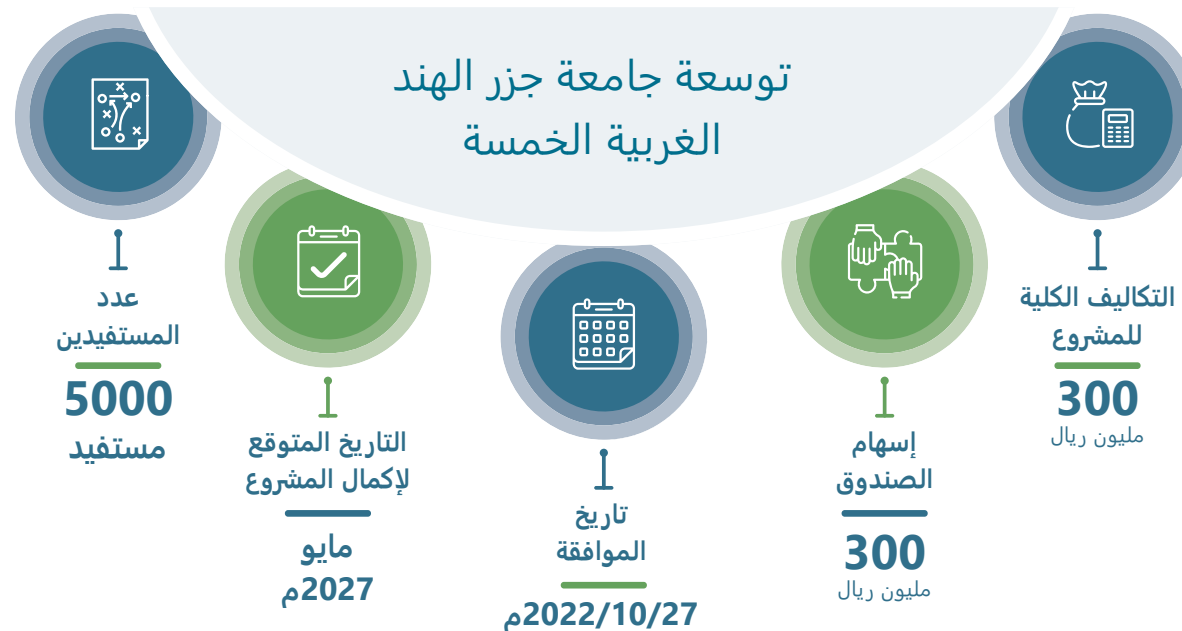 توسعة جامعة جزر الهند
الغربية الخمسة
التكاليف الكلية
للمشروع
300
مليون ريال
إسهام
الصندوق
300
مليون ريال
تاريخ
الموافقة
2022/10/27م
التاريخ المتوقع
لإكمال المشروع
مايو
2027م
عدد
المستفيدين
5000
مستفيد